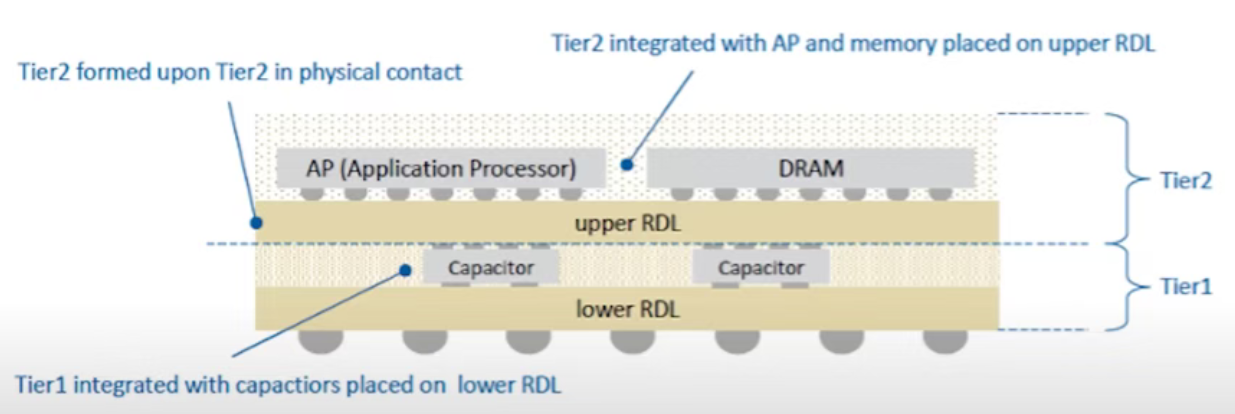 Tier2 integrated with AP and memory placed on upper RDL
Tier2 formed upon Tier2 in physical contact
AP (Application Processor)
DRAM
Tier2
upper RDL
Capacitor
Capacitor
Tier1
lower RDL
Tier1 integrated with capactiors placed on lower RDL